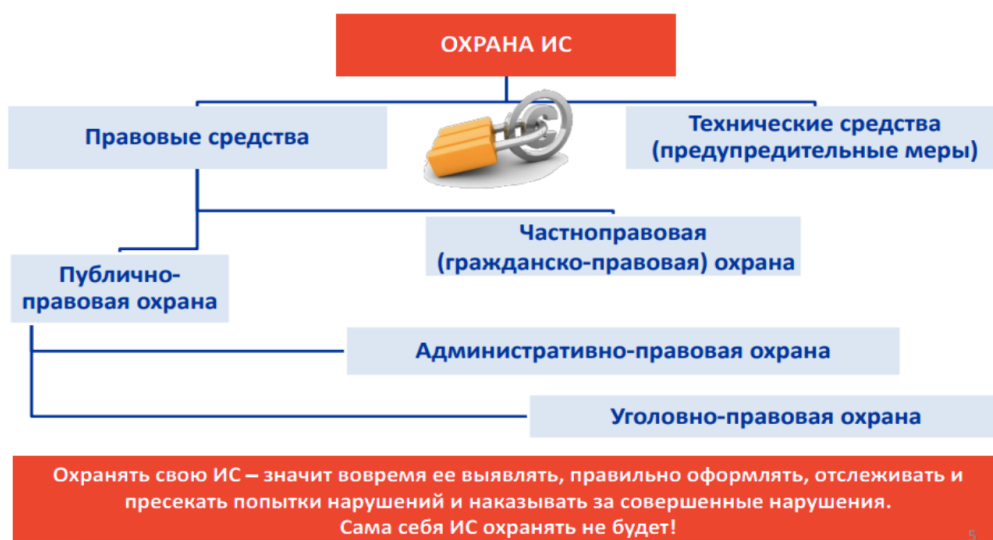 ОХРАНА ИС
Правовые средства
Технические средства
(предупредительные меры)
Частноправовая
(гражданско-правовая) охрана
Публично-
правовая охрана
Административно-правовая охрана
Уголовно-правовая охрана
Охранять свою ИС – значит вовремя ее выявлять, правильно оформлять, отслеживать и
пресекать попытки нарушений и наказывать за совершенные нарушения.
Сама себя ИС охранять не будет!
5